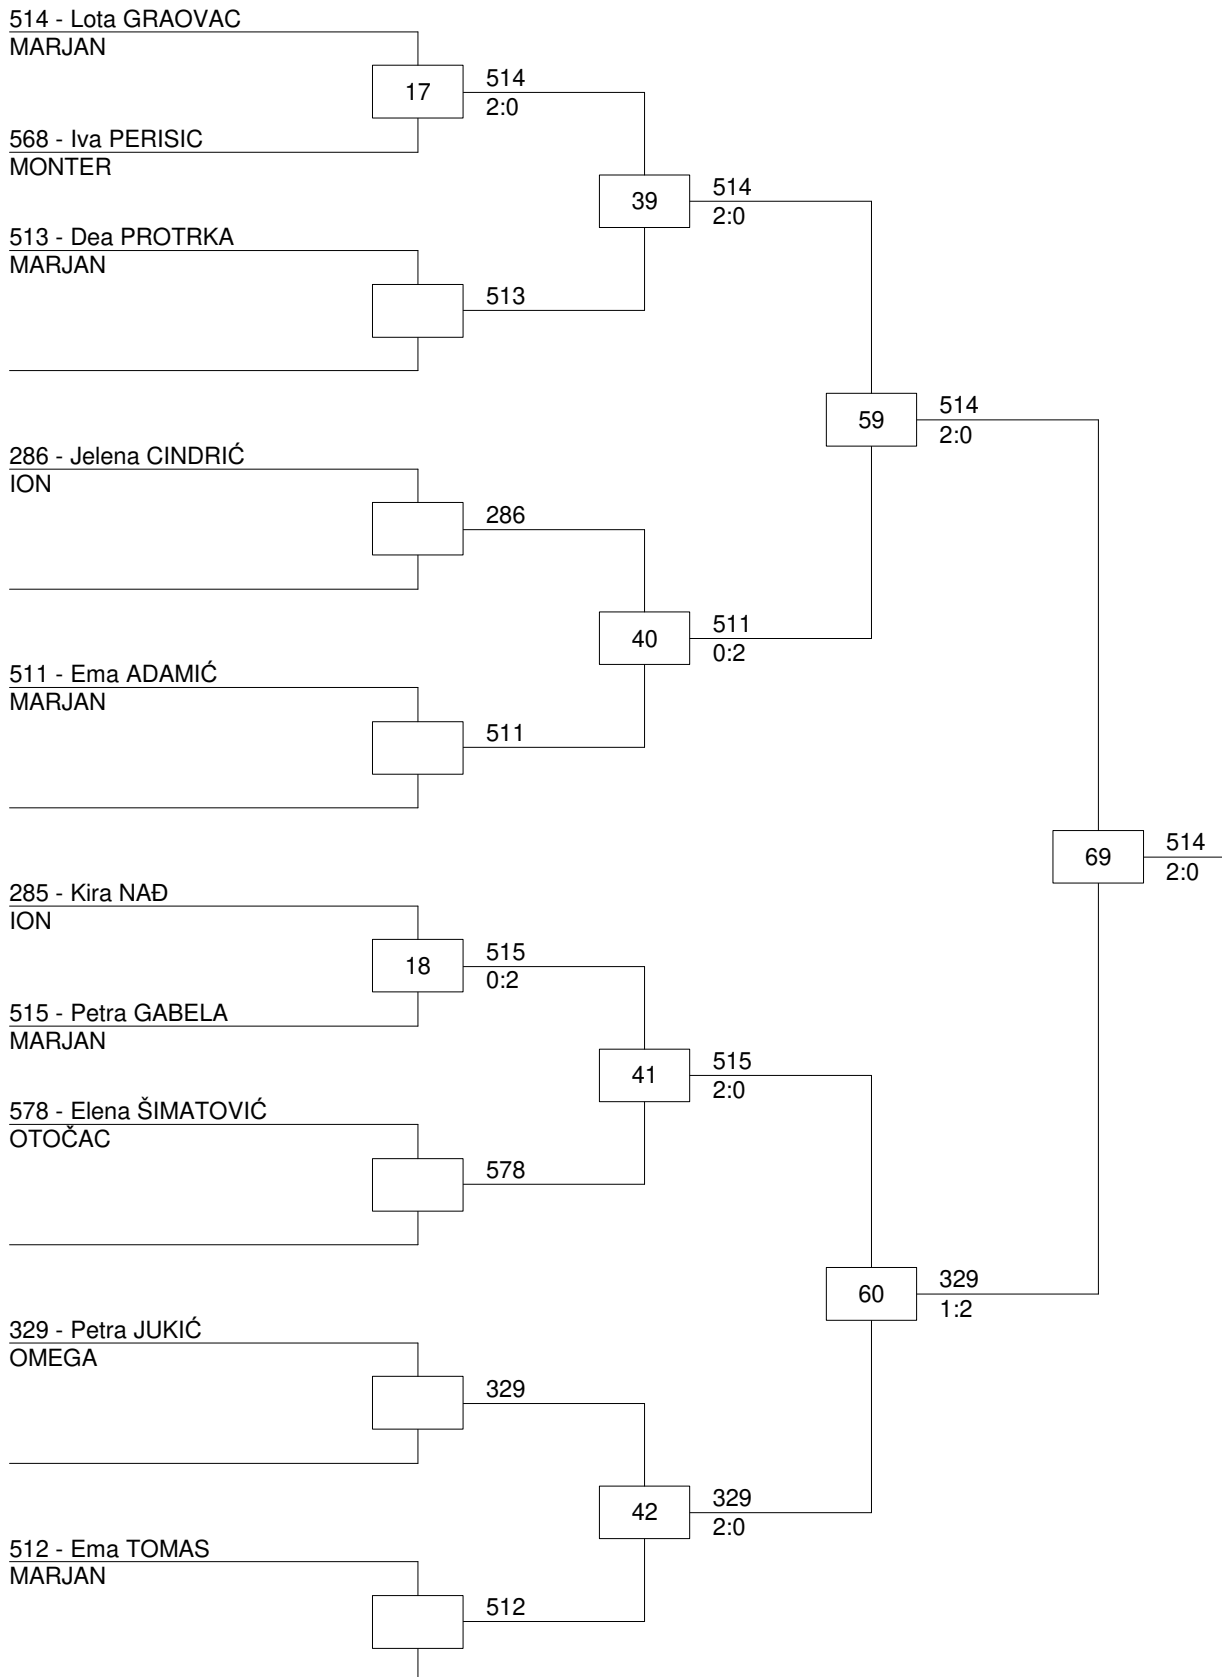 514 - Lota GRAOVAC
MARJAN
17
514
2:0
568 - Iva PERISIC
MONTER
39
514
2:0
513 - Dea PROTRKA
MARJAN
513
59
514
2:0
286 - Jelena CINDRIĆ
ION
286
40
511
0:2
511 - Ema ADAMIĆ
MARJAN
511
69
514
2:0
285 - Kira NAĐ
ION
18
515
0:2
515 - Petra GABELA
MARJAN
41
515
2:0
578 - Elena ŠIMATOVIĆ
OTOČAC
578
60
329
1:2
329 - Petra JUKIĆ
OMEGA
329
42
329
2:0
512 - Ema TOMAS
MARJAN
512